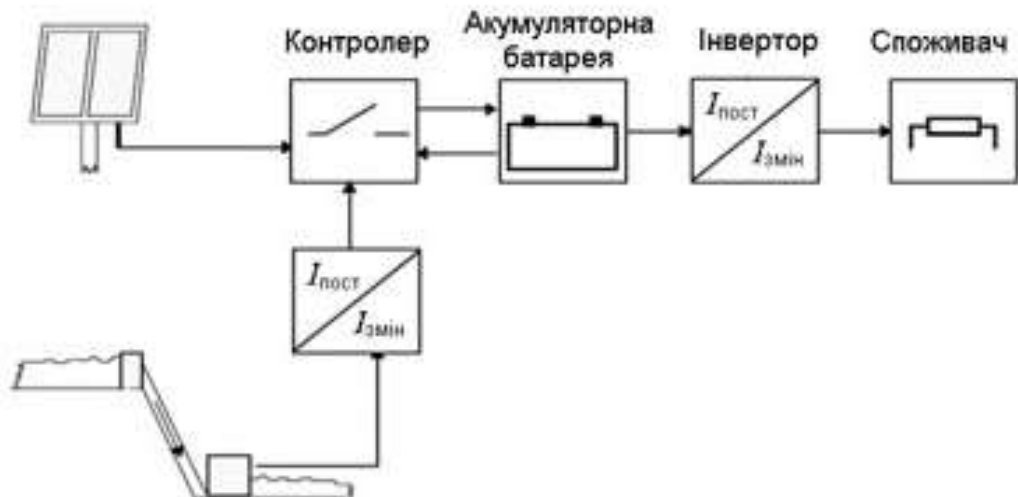 Контролер
Акумуляторна
батарея
Інвертор
Споживач
Iпост
Iзмін
Iпост
Iзмін